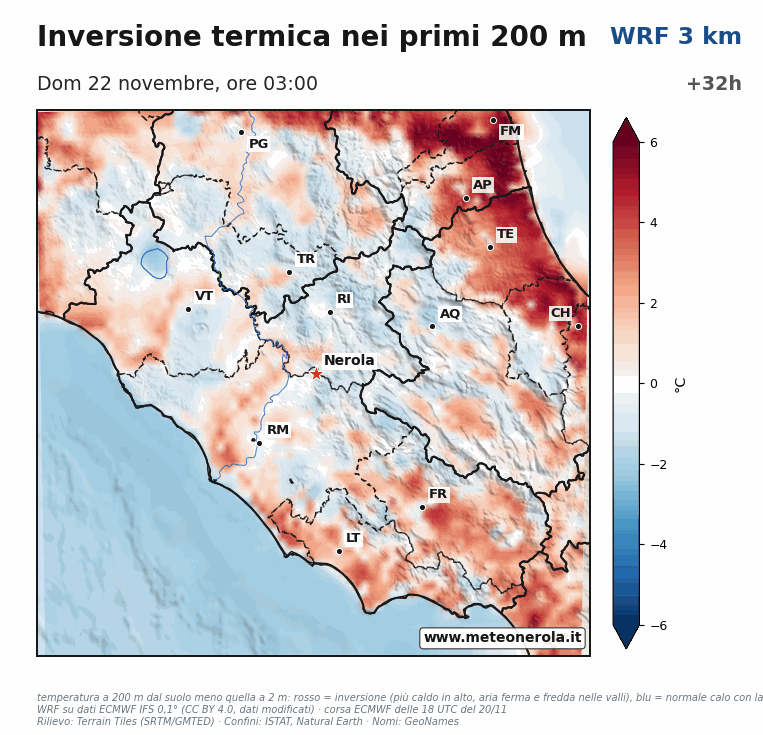 Inversione termica nei primi 200 m WRF 3 km
Dom 22 novembre, ore 03:00 +32h
FM
PG
AP
TE
TR
VT
RI
AQ
CH
Nerola
RM
FR
LT
www.meteonerola.it
6
4
2
0
−2
−4
−6
°C
temperatura a 200 m dal suolo meno quella a 2 m: rosso = inversione (più caldo in alto, aria ferma e fredda nelle valli), blu = normale calo con la
WRF su dati ECMWF IFS 0,1° (CC BY 4.0, dati modificati) · corsa ECMWF delle 18 UTC del 20/11
Rilievo: Terrain Tiles (SRTM/GMTED) · Confini: ISTAT, Natural Earth · Nomi: GeoNames